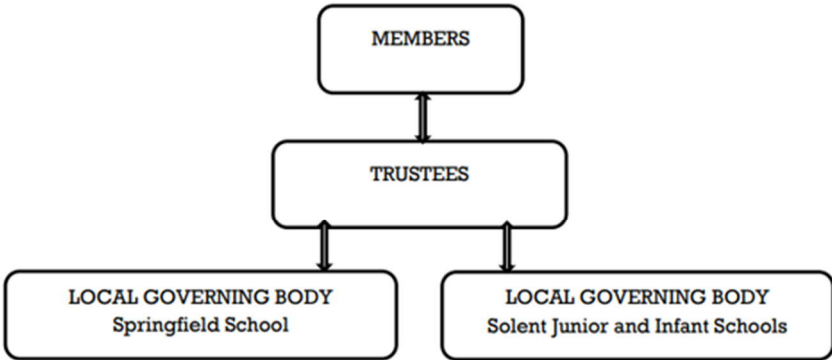 MEMBERS
TRUSTEES
LOCAL GOVERNING BODY
Springfield School
LOCAL GOVERNING BODY
Solent Junior and Infant Schools